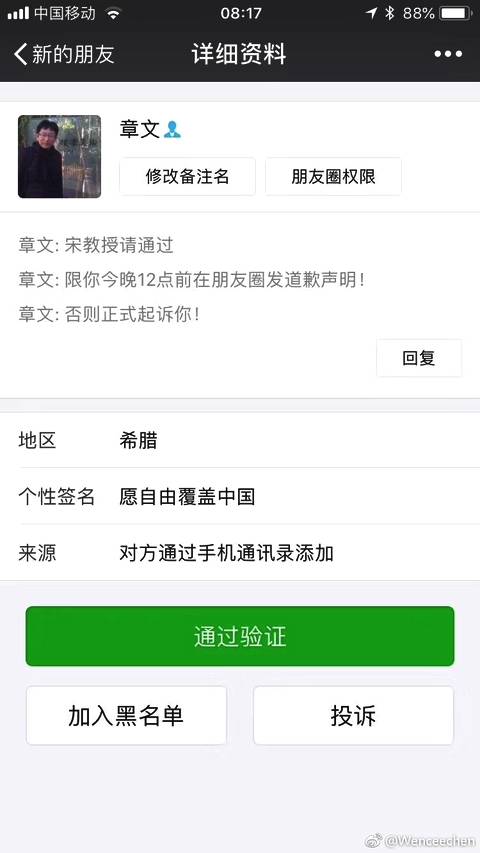 中国移动 08:17 88%
新的朋友 详细资料
章文
修改备注名 朋友圈权限
章文: 宋教授请通过
章文: 限你今晚12点前在朋友圈发道歉声明！
章文: 否则正式起诉你！
回复
地区 希腊
个性签名 愿自由覆盖中国
来源 对方通过手机通讯录添加
通过验证
加入黑名单 投诉
@Wenceechen